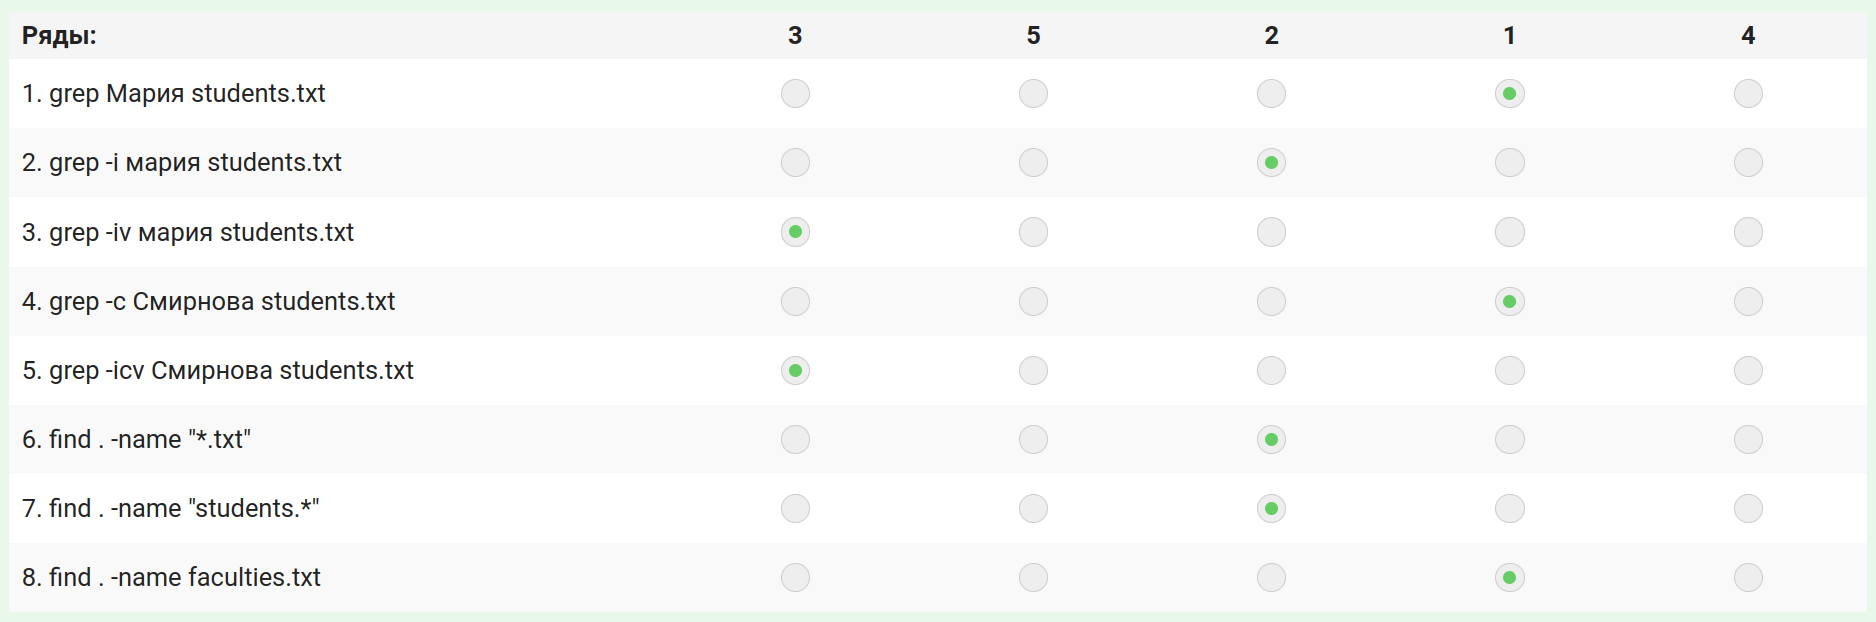 Ряды: 3 5 2 1 4
1. grep Мария students.txt
2. grep -i мария students.txt
3. grep -iv мария students.txt
4. grep -c Смирнова students.txt
5. grep -icv Смирнова students.txt
6. find . -name "*.txt"
7. find . -name "students.*"
8. find . -name faculties.txt